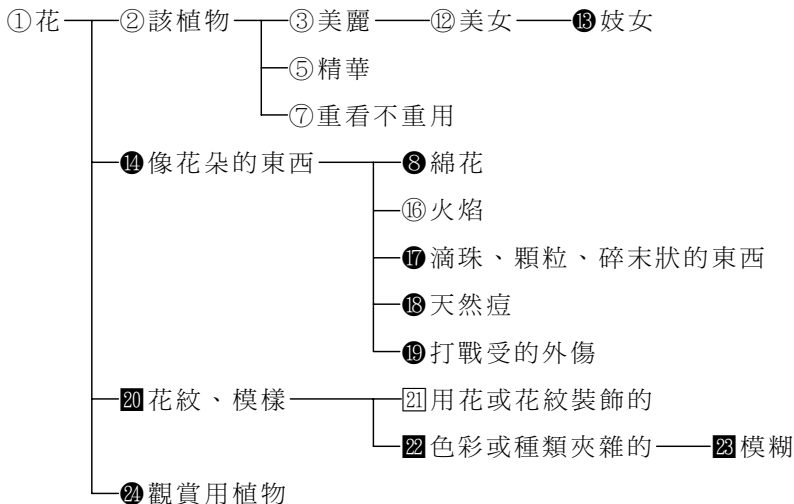 ①花 ②該植物 ③美麗 ⑫美女 ⓭妓女
⑤精華
⑦重看不重用
⓮像花朵的東西 ❽綿花
⑯火焰
⓱滴珠、顆粒、碎末狀的東西
⓲天然痘
⓳打戰受的外傷
20花紋、模樣 21用花或花紋裝飾的
22色彩或種類夾雜的 23模糊
㉔觀賞用植物